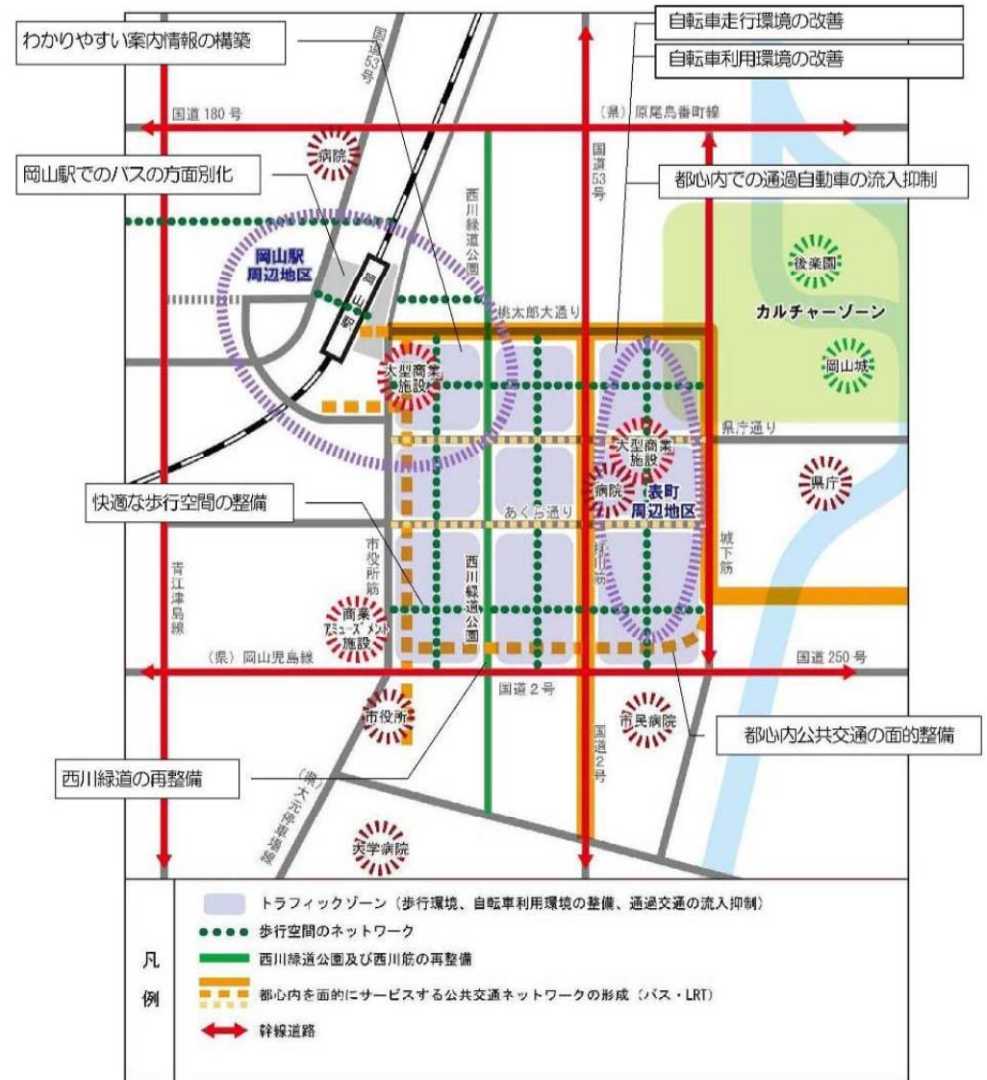 わかりやすい案内情報の構築
国道53号
自転車走行環境の改善
自転車利用環境の改善
国道180号
(県)原尾島番町線
病院
国道53号
岡山駅でのバスの方面別化
西川緑道公園
都心内での通過自動車の流入抑制
岡山駅
周辺地区
岡山駅
後楽園
カルチャーゾーン
桃太郎大通り
大型商業
施設
岡山城
県庁通り
大型商業
施設
病院
県庁
快適な歩行空間の整備
表町
周辺地区
あくら通り
市役所筋
柳川筋
城下筋
青江津島線
西川緑道公園
商業
アミューズメント
施設
(県)岡山児島線
国道250号
国道2号
市役所
市民病院
都心内公共交通の面的整備
国道2号
西川緑道の再整備
(県)大元停車場線
大学病院
凡例
トラフィックゾーン(歩行環境、自転車利用環境の整備、通過交通の流入抑制)
歩行空間のネットワーク
西川緑道公園及び西川筋の再整備
都心内を面的にサービスする公共交通ネットワークの形成(バス・LRT)
幹線道路